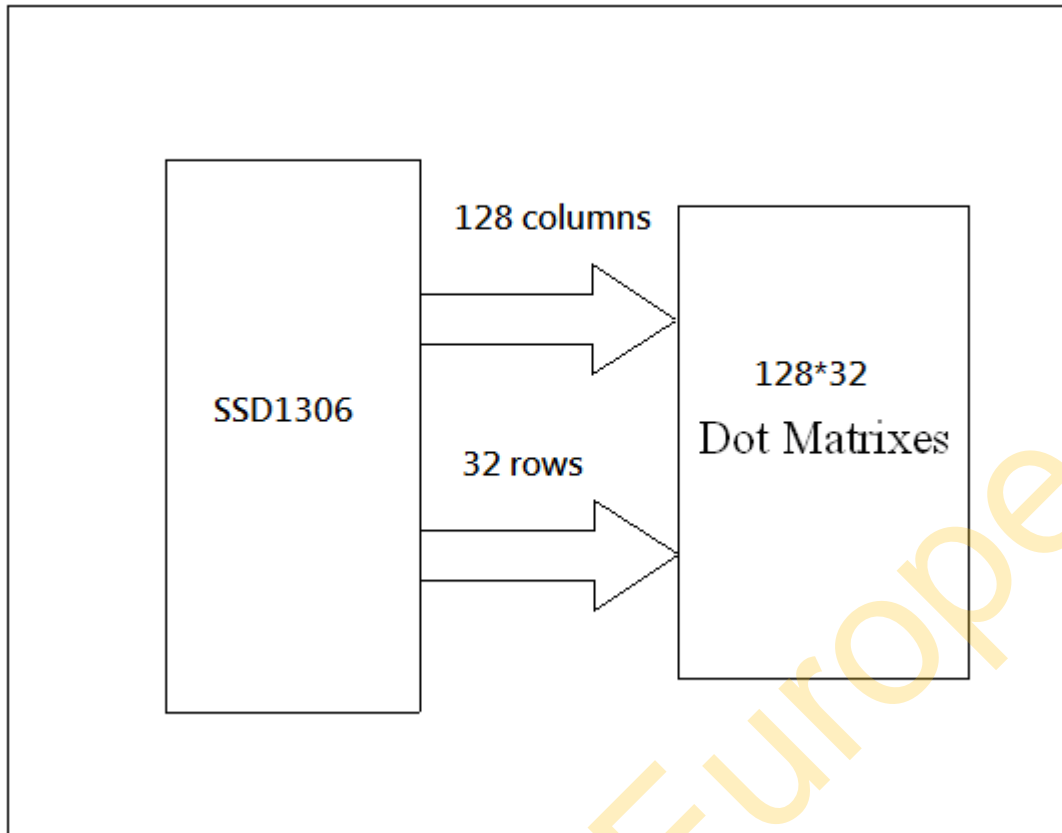 128 columns
SSD1306
128*32
Dot Matrixes
32 rows
Europe